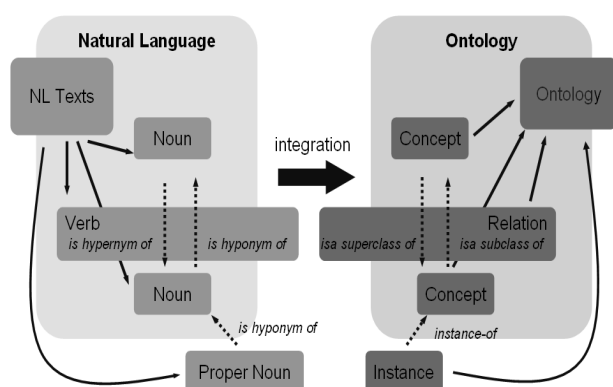 Natural Language
NL Texts
Noun
Verb
is hypernym of
is hyponym of
Noun
is hyponym of
Proper Noun
integration
Ontology
Ontology
Concept
Relation
isa superclass of
isa subclass of
Concept
instance-of
Instance